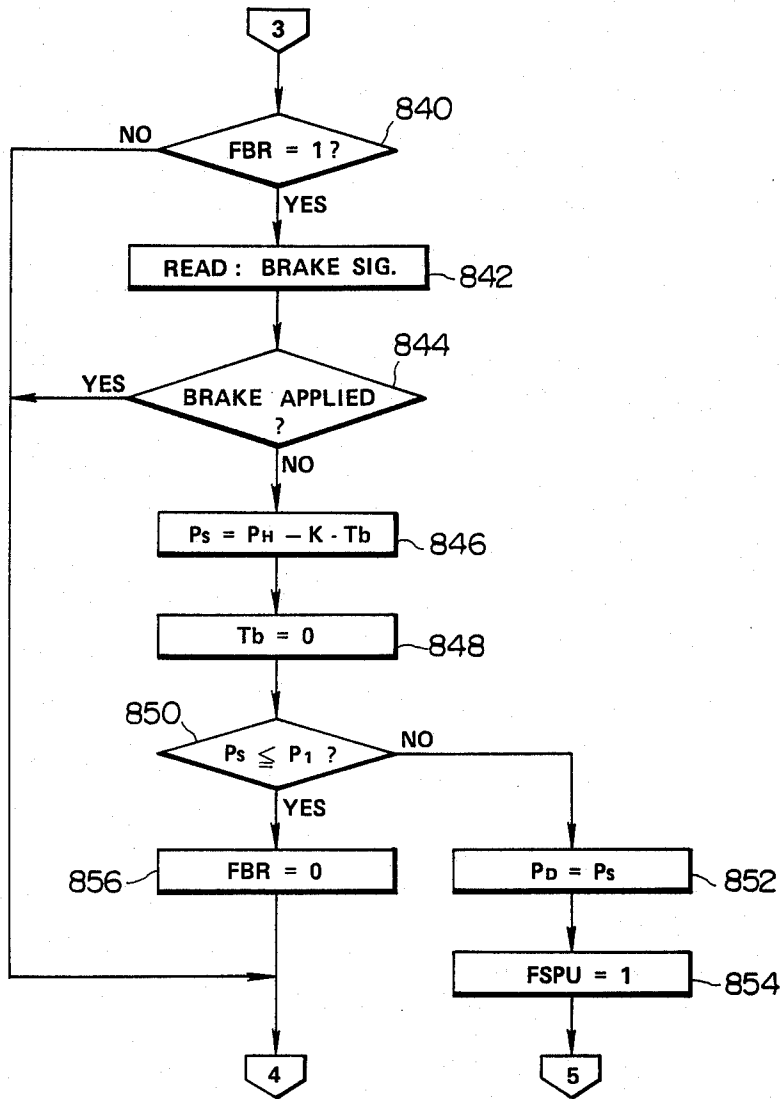 3
840
NO
FBR = 1 ?
YES
READ : BRAKE SIG.
842
844
YES
BRAKE APPLIED
?
NO
Ps = PH – K - Tb
846
Tb = 0
848
850
Ps ≦ P1 ?
NO
YES
856
FBR = 0
PD = Ps
852
FSPU = 1
854
4
5